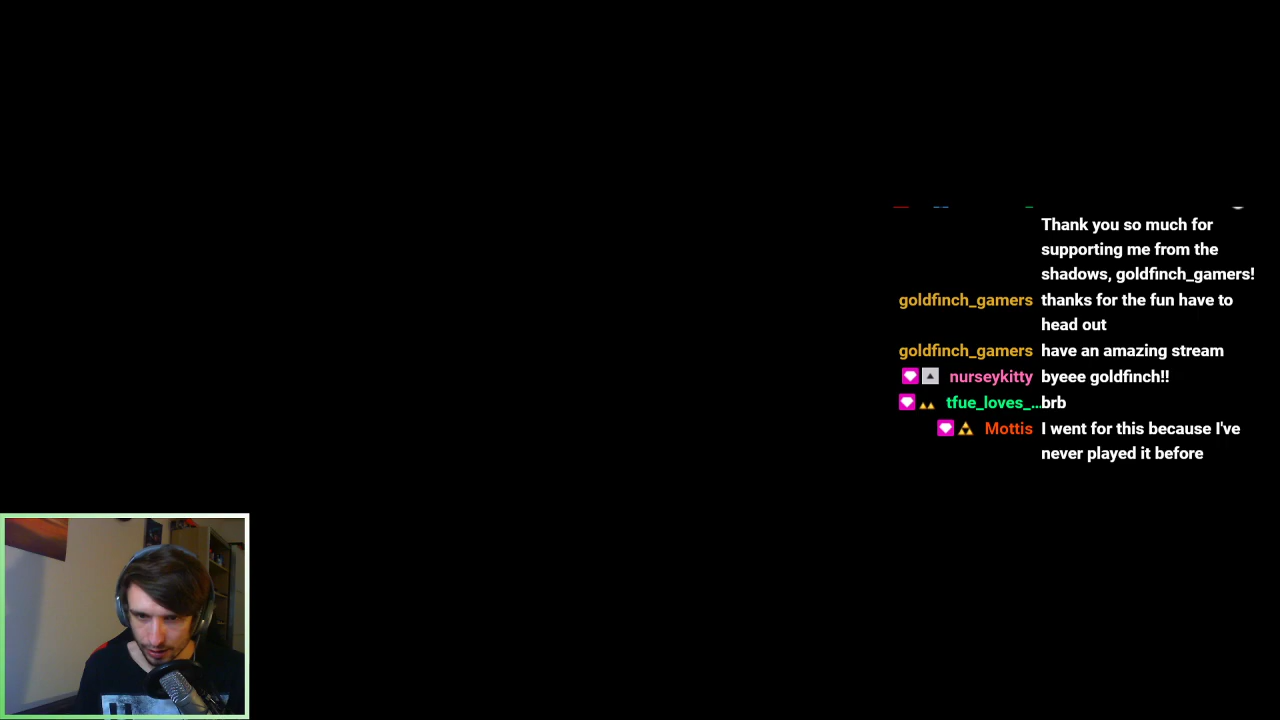 Thank you so much for
supporting me from the
shadows, goldfinch_gamers!
goldfinch_gamers thanks for the fun have to
head out
goldfinch_gamers have an amazing stream
nurseykitty byeee goldfinch!!
tfue_loves_... brb
Mottis I went for this because I've
never played it before